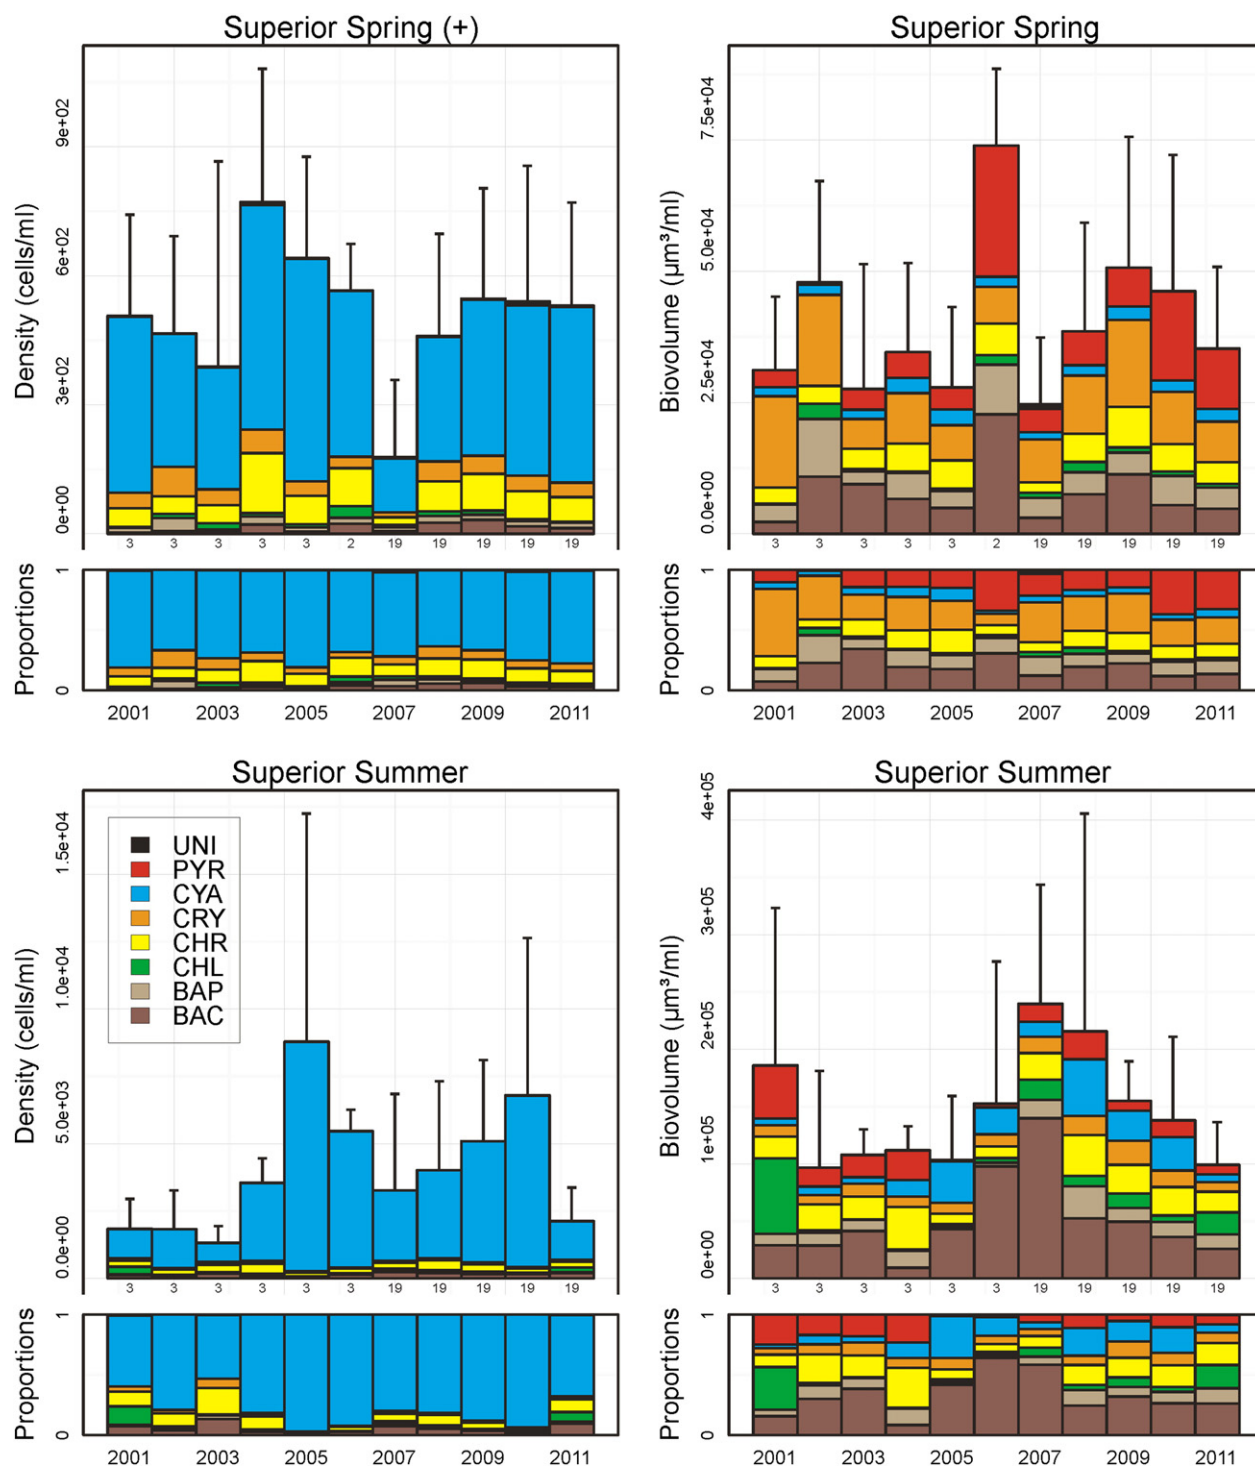 Superior Spring (+)
Density (cells/ml)
9e+02
6e+02
3e+02
0e+00
3 3 3 3 3 2 19 19 19 19 19
Proportions
1
0
2001 2003 2005 2007 2009 2011
Superior Spring
Biovolume (µm³/ml)
7.5e+04
5.0e+04
2.5e+04
0.0e+00
3 3 3 3 3 2 19 19 19 19 19
Proportions
1
0
2001 2003 2005 2007 2009 2011
Superior Summer
Density (cells/ml)
1.5e+04
1.0e+04
5.0e+03
0.0e+00
UNI
PYR
CYA
CRY
CHR
CHL
BAP
BAC
3 3 3 3 3 3 19 19 19 19 19
Proportions
1
0
2001 2003 2005 2007 2009 2011
Superior Summer
Biovolume (µm³/ml)
4e+05
3e+05
2e+05
1e+05
0e+00
3 3 3 3 3 3 19 19 19 19 19
Proportions
1
0
2001 2003 2005 2007 2009 2011